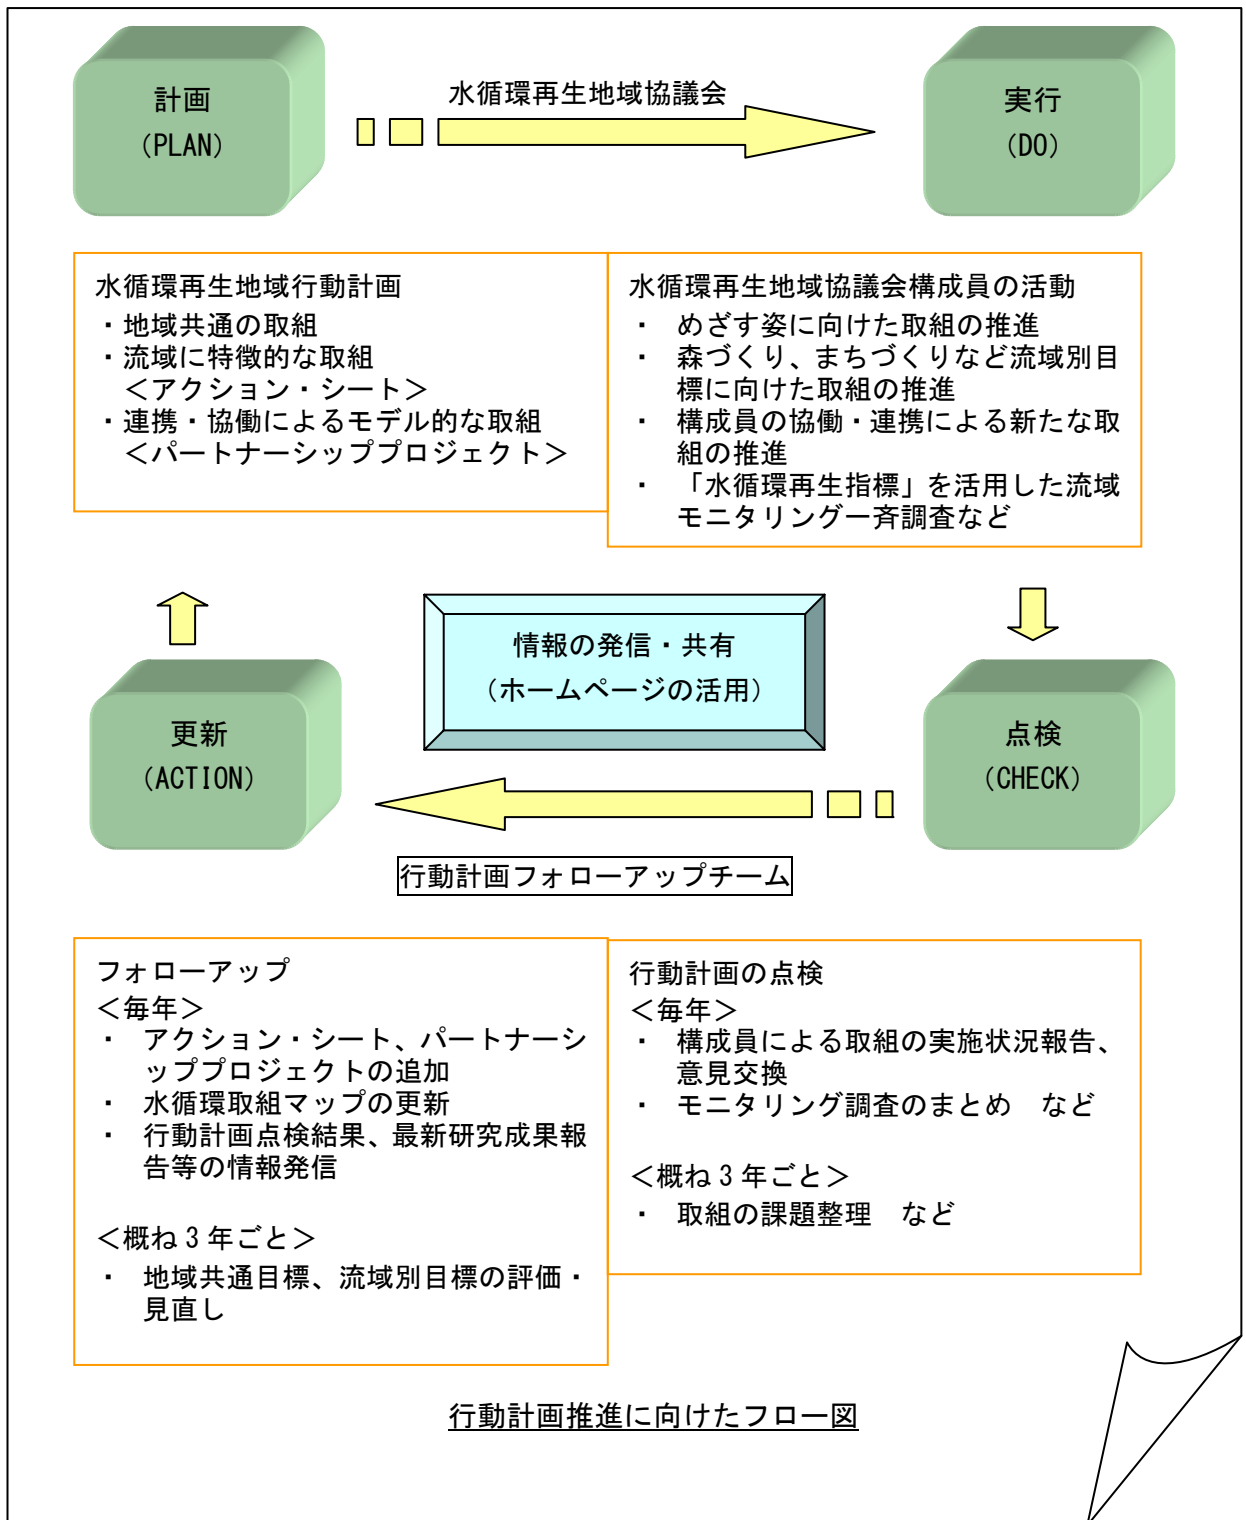 計画
(PLAN)
水循環再生地域協議会
実行
(DO)
水循環再生地域行動計画
・地域共通の取組
・流域に特徴的な取組
＜アクション・シート＞
・連携・協働によるモデル的な取組
＜パートナーシッププロジェクト＞
水循環再生地域協議会構成員の活動
・ めざす姿に向けた取組の推進
・ 森づくり、まちづくりなど流域別目
標に向けた取組の推進
・ 構成員の協働・連携による新たな取
組の推進
・ 「水循環再生指標」を活用した流域
モニタリング一斉調査など
情報の発信・共有
（ホームページの活用）
更新
(ACTION)
点検
(CHECK)
行動計画フォローアップチーム
フォローアップ
＜毎年＞
・ アクション・シート、パートナーシ
ッププロジェクトの追加
・ 水循環取組マップの更新
・ 行動計画点検結果、最新研究成果報
告等の情報発信
＜概ね３年ごと＞
・ 地域共通目標、流域別目標の評価・
見直し
行動計画の点検
＜毎年＞
・ 構成員による取組の実施状況報告、
意見交換
・ モニタリング調査のまとめ　など
＜概ね３年ごと＞
・ 取組の課題整理　など
行動計画推進に向けたフロー図